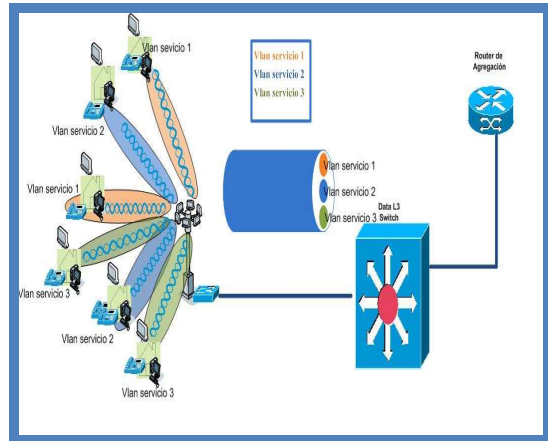 Vlan sevicio 1
Vlan servicio 2
Vlan servicio 1
Vlan servicio 3
Vlan servicio 2
Vlan servicio 3
Vlan servicio 1
Vlan servicio 2
Vlan servicio 3
Vlan servicio 1
Vlan servicio 2
Vlan servicio 3
Data L3
Switch
Router de
Agregación